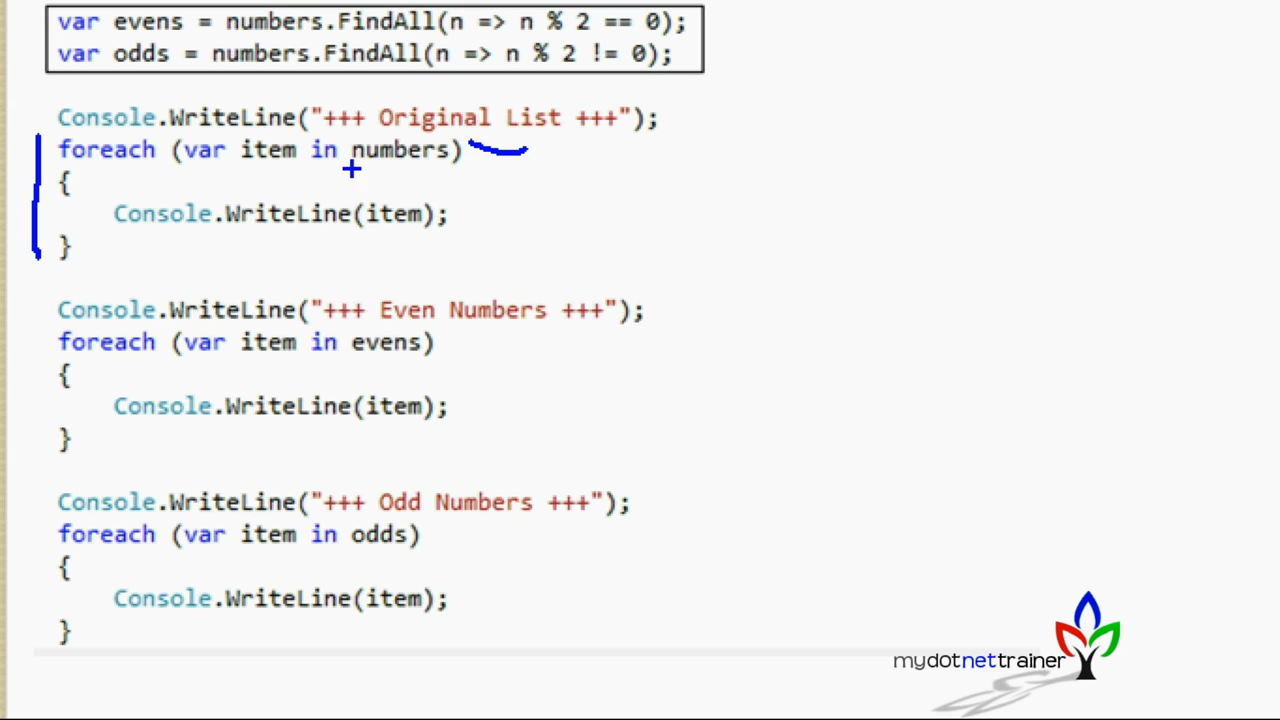 var evens = numbers.FindAll(n => n % 2 == 0);
var odds = numbers.FindAll(n => n % 2 != 0);
Console.WriteLine("+++ Original List +++");
foreach (var item in numbers)
{
    Console.WriteLine(item);
}
Console.WriteLine("+++ Even Numbers +++");
foreach (var item in evens)
{
    Console.WriteLine(item);
}
Console.WriteLine("+++ Odd Numbers +++");
foreach (var item in odds)
{
    Console.WriteLine(item);
}
mydotnettrainer